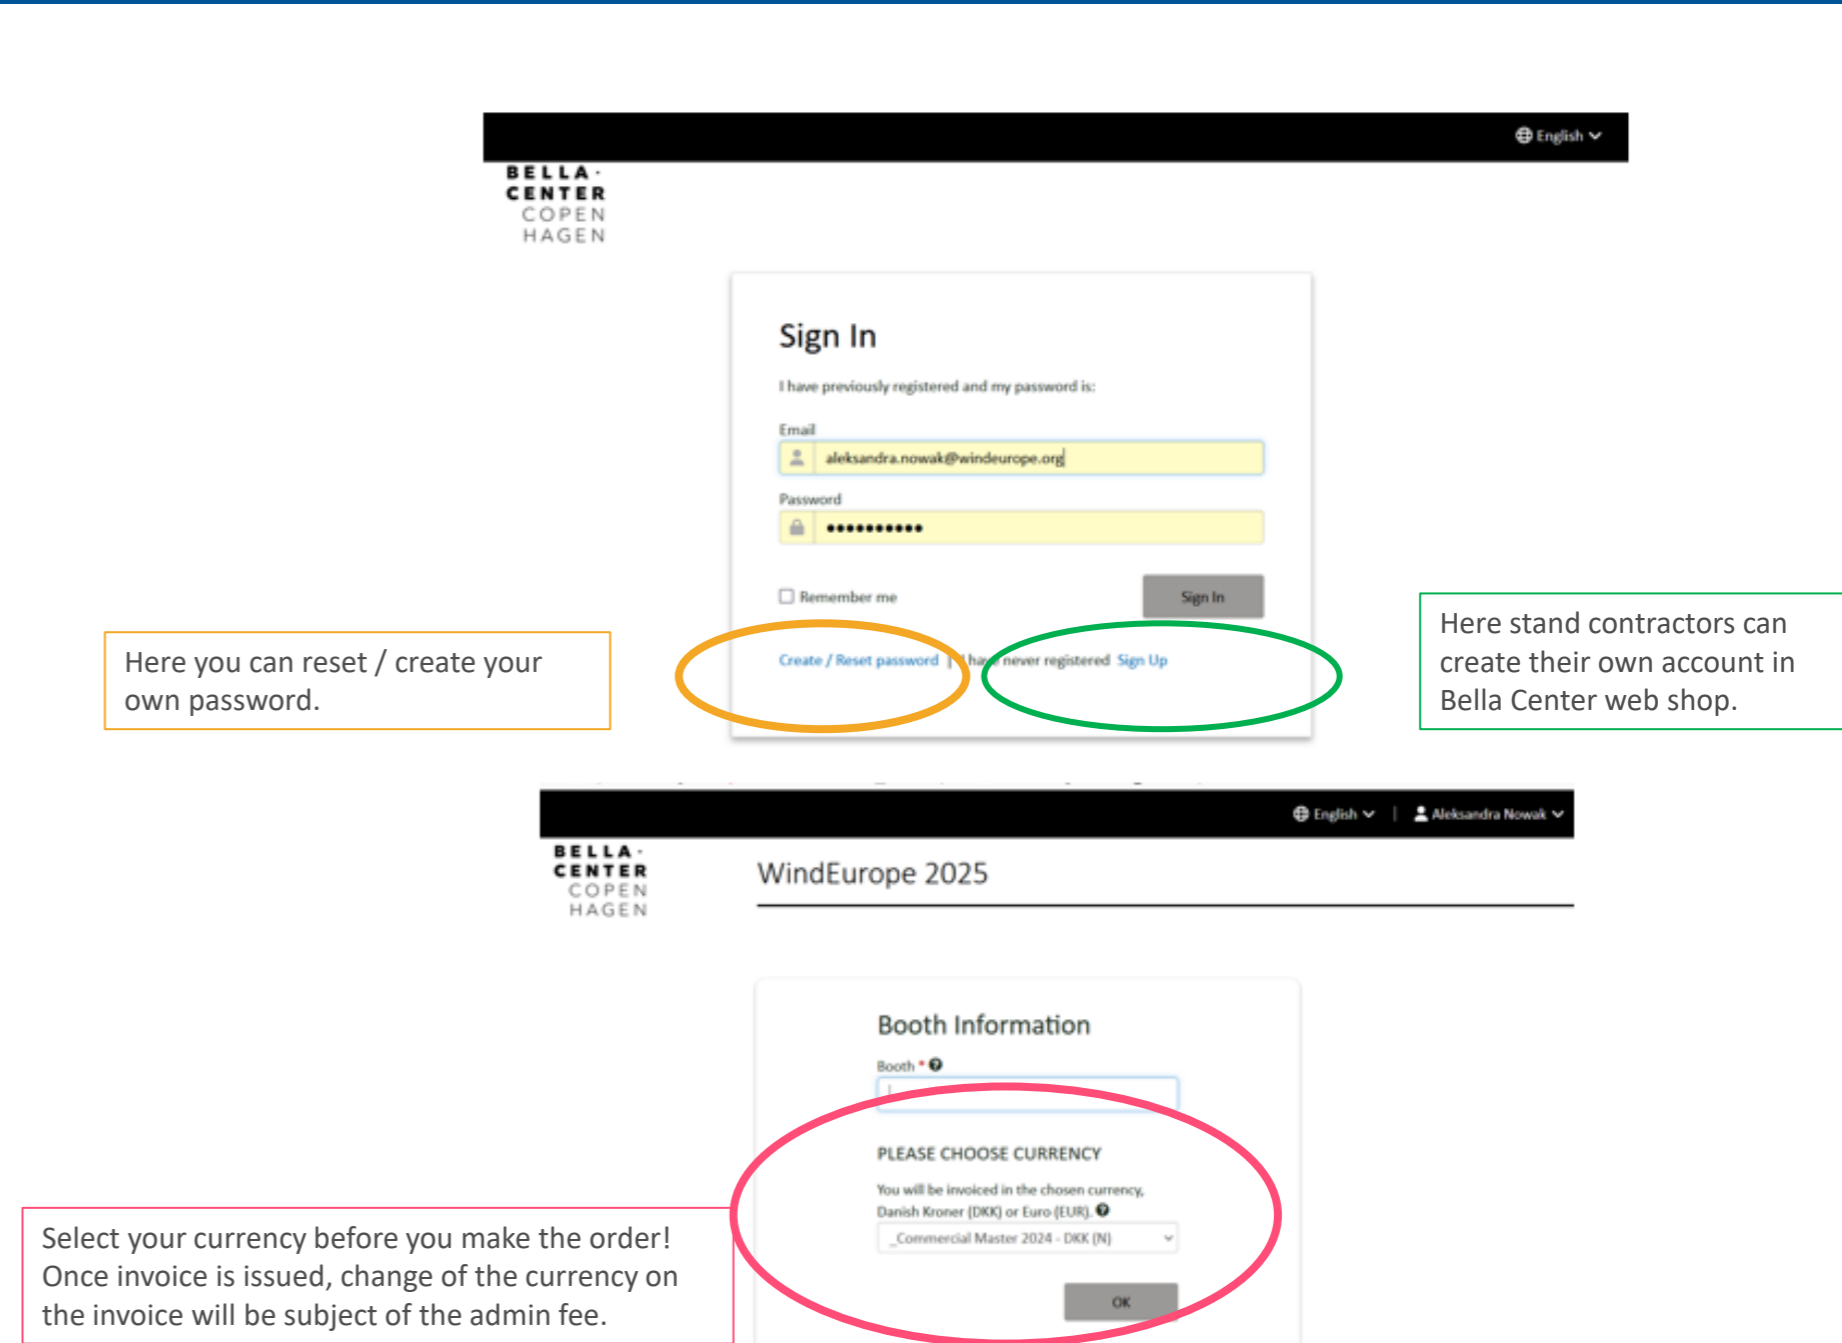 English
BELLA·
CENTER
COPEN
HAGEN
Sign In
I have previously registered and my password is:
Email
aleksandra.nowak@windeurope.org
Password
Remember me
Sign In
Create / Reset password | I have never registered Sign Up
Here you can reset / create your
own password.
Here stand contractors can
create their own account in
Bella Center web shop.
English | Aleksandra Nowak
BELLA·
CENTER
COPEN
HAGEN
WindEurope 2025
Booth Information
Booth *
PLEASE CHOOSE CURRENCY
You will be invoiced in the chosen currency,
Danish Kroner (DKK) or Euro (EUR).
_Commercial Master 2024 - DKK (N)
OK
Select your currency before you make the order!
Once invoice is issued, change of the currency on
the invoice will be subject of the admin fee.